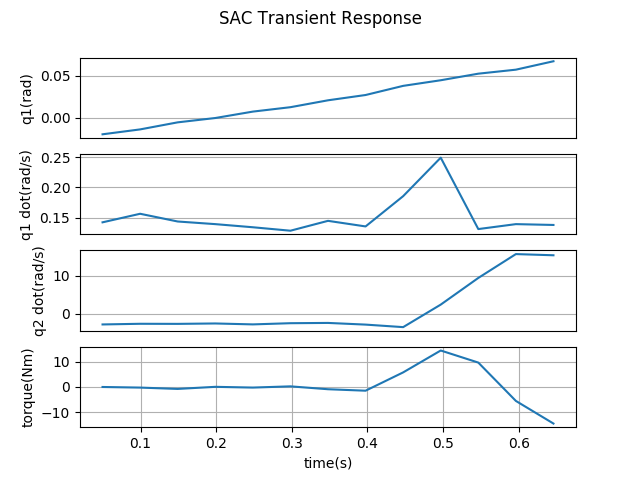 SAC Transient Response
q1(rad)
0.05
0.00
q1 dot(rad/s)
0.25
0.20
0.15
q2 dot(rad/s)
10
0
torque(Nm)
10
0
−10
0.1 0.2 0.3 0.4 0.5 0.6
time(s)